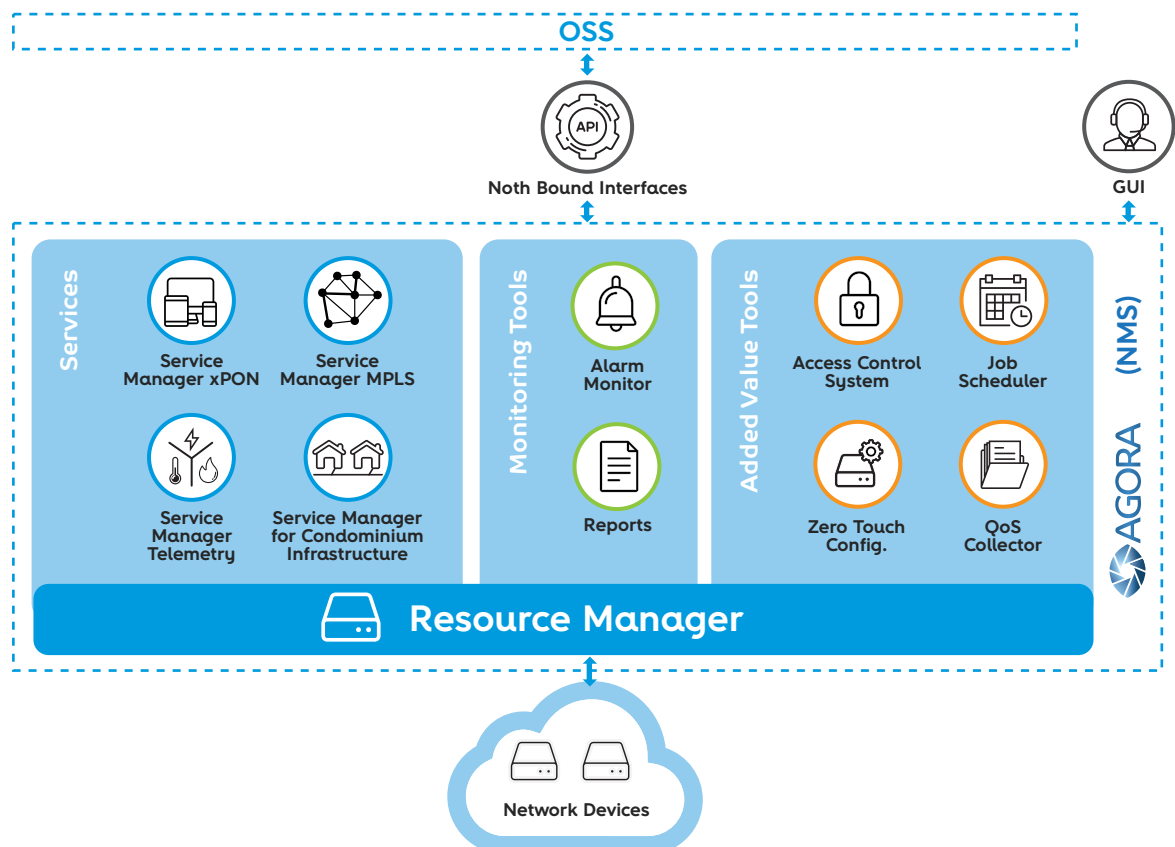 OSS
API
Noth Bound Interfaces
GUI
Services
Service
Manager xPON
Service
Manager MPLS
Service
Manager
Telemetry
Service Manager
for Condominium
Infrastructure
Monitoring Tools
Alarm
Monitor
Reports
Added Value Tools
Access Control
System
Job
Scheduler
Zero Touch
Config.
QoS
Collector
AGORA (NMS)
Resource Manager
Network Devices